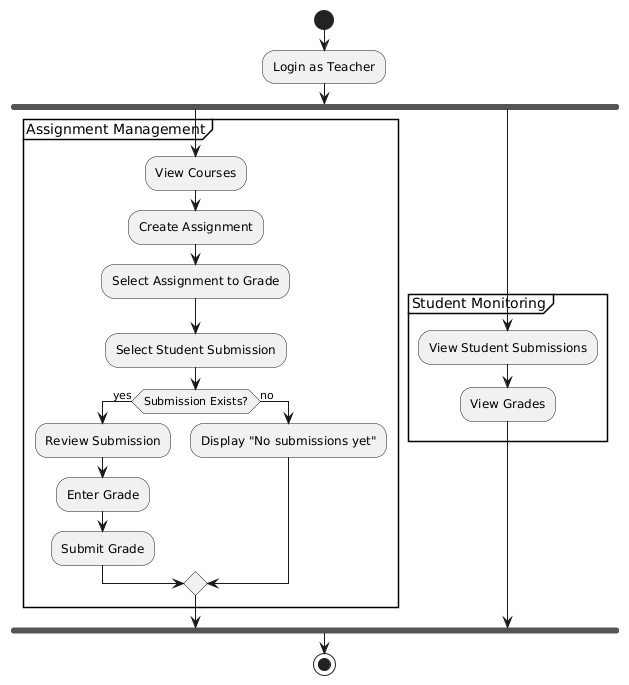 Login as Teacher
Assignment Management
View Courses
Create Assignment
Select Assignment to Grade
Select Student Submission
Submission Exists?
yes
no
Review Submission
Enter Grade
Submit Grade
Display "No submissions yet"
Student Monitoring
View Student Submissions
View Grades